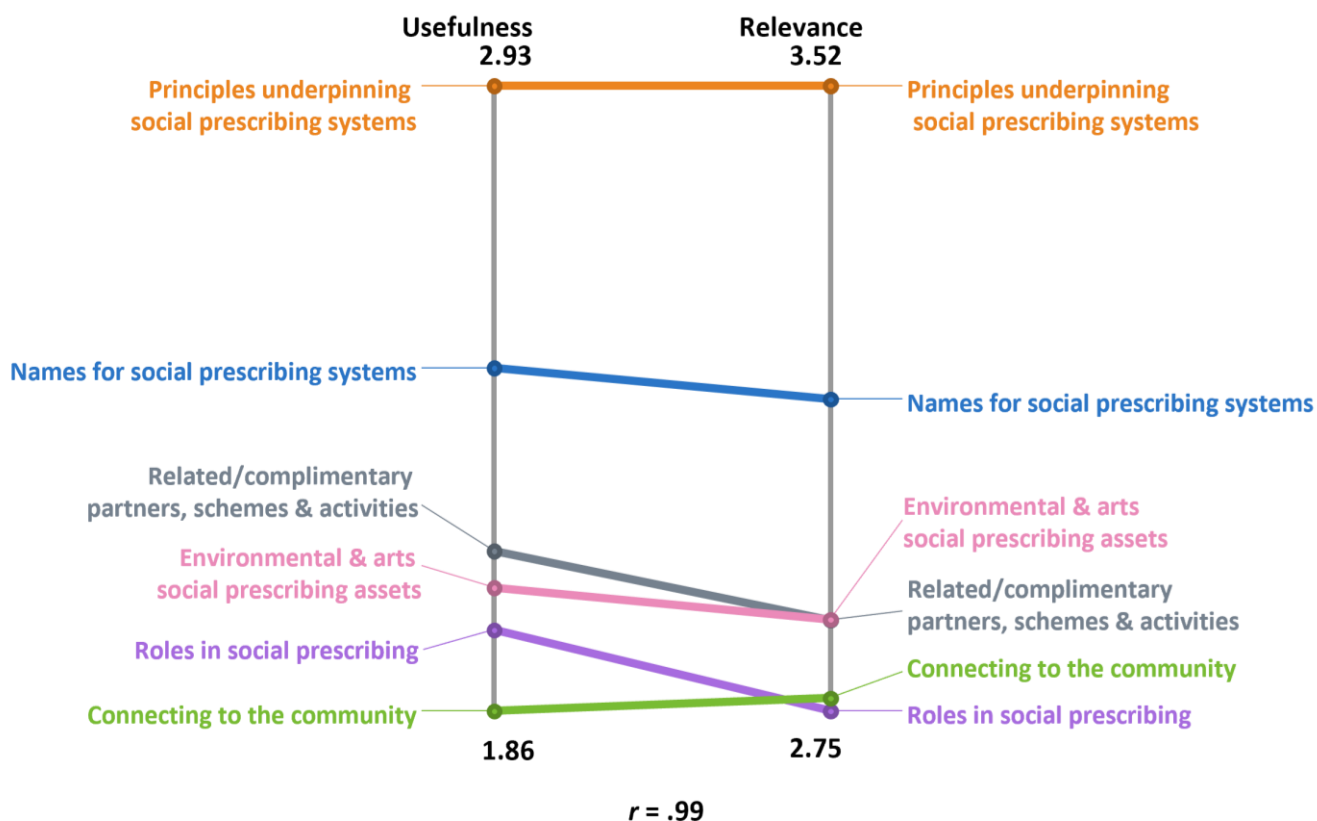 Usefulness
2.93
Relevance
3.52
Principles underpinning
social prescribing systems
Principles underpinning
social prescribing systems
Names for social prescribing systems
Names for social prescribing systems
Related/complimentary
partners, schemes & activities
Environmental & arts
social prescribing assets
Environmental & arts
social prescribing assets
Related/complimentary
partners, schemes & activities
Roles in social prescribing
Connecting to the community
Connecting to the community
Roles in social prescribing
1.86
2.75
r = .99